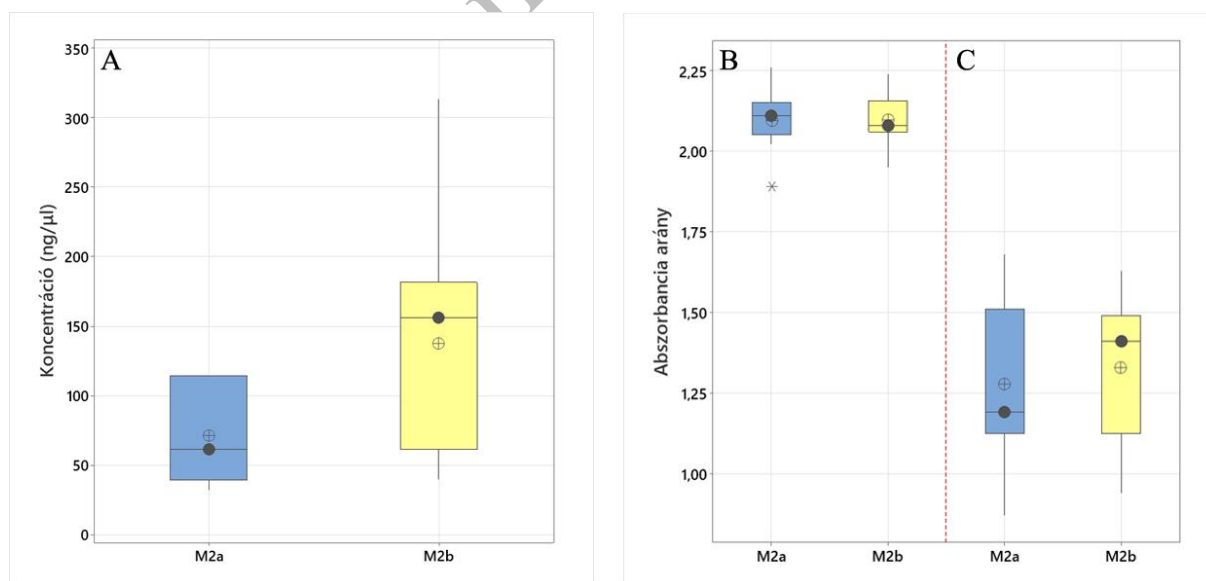 A
Koncentráció (ng/µl)
350
300
250
200
150
100
50
0
M2a
M2b
B
C
Abszorbancia arány
2,25
2,00
1,75
1,50
1,25
1,00
M2a
M2b
M2a
M2b